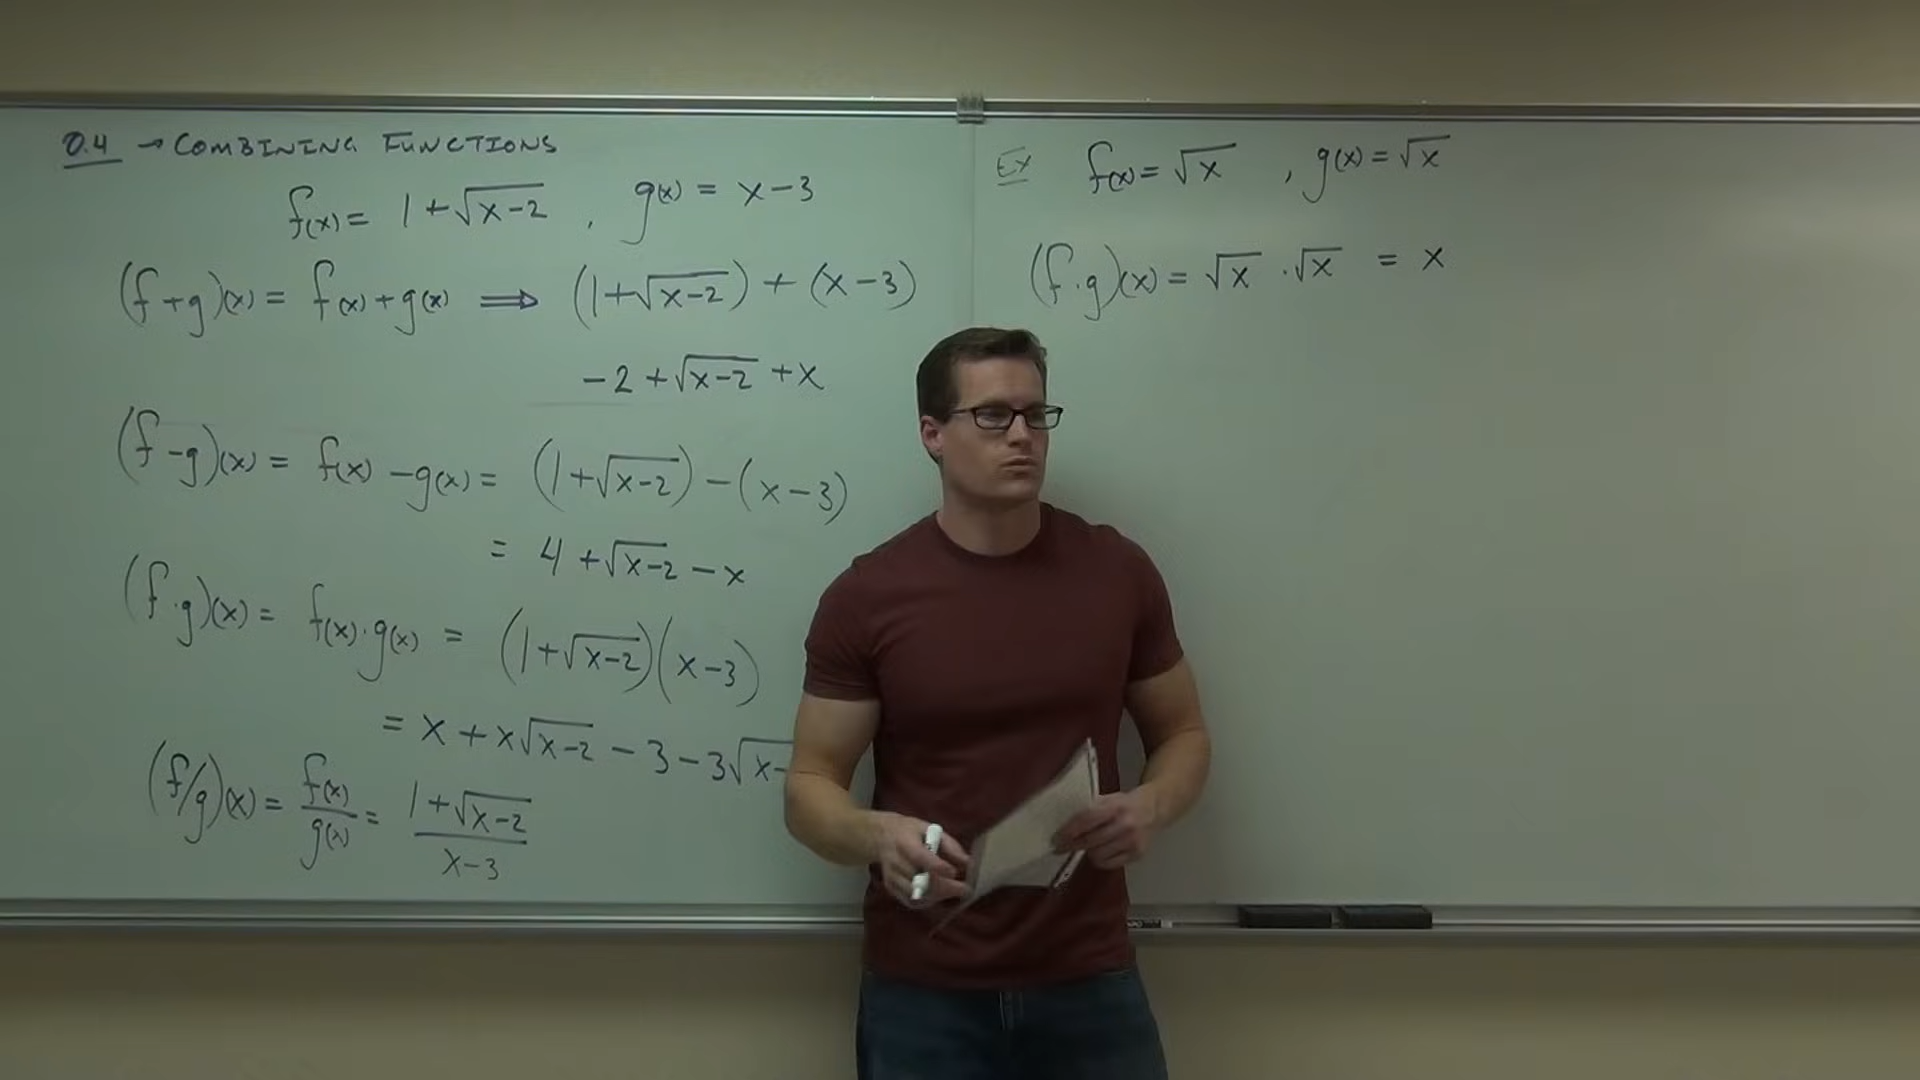 0.4 → COMBINING FUNCTIONS
f(x) = 1 + √(x-2) , g(x) = x - 3
(f + g)(x) = f(x) + g(x) ⟹ (1 + √(x-2)) + (x - 3)
-2 + √(x-2) + x
(f - g)(x) = f(x) - g(x) = (1 + √(x-2)) - (x - 3)
= 4 + √(x-2) - x
(f · g)(x) = f(x) · g(x) = (1 + √(x-2))(x - 3)
= x + x√(x-2) - 3 - 3√(x-
(f/g)(x) = f(x)/g(x) = (1 + √(x-2))/(x - 3)
Ex f(x) = √x , g(x) = √x
(f · g)(x) = √x · √x = x